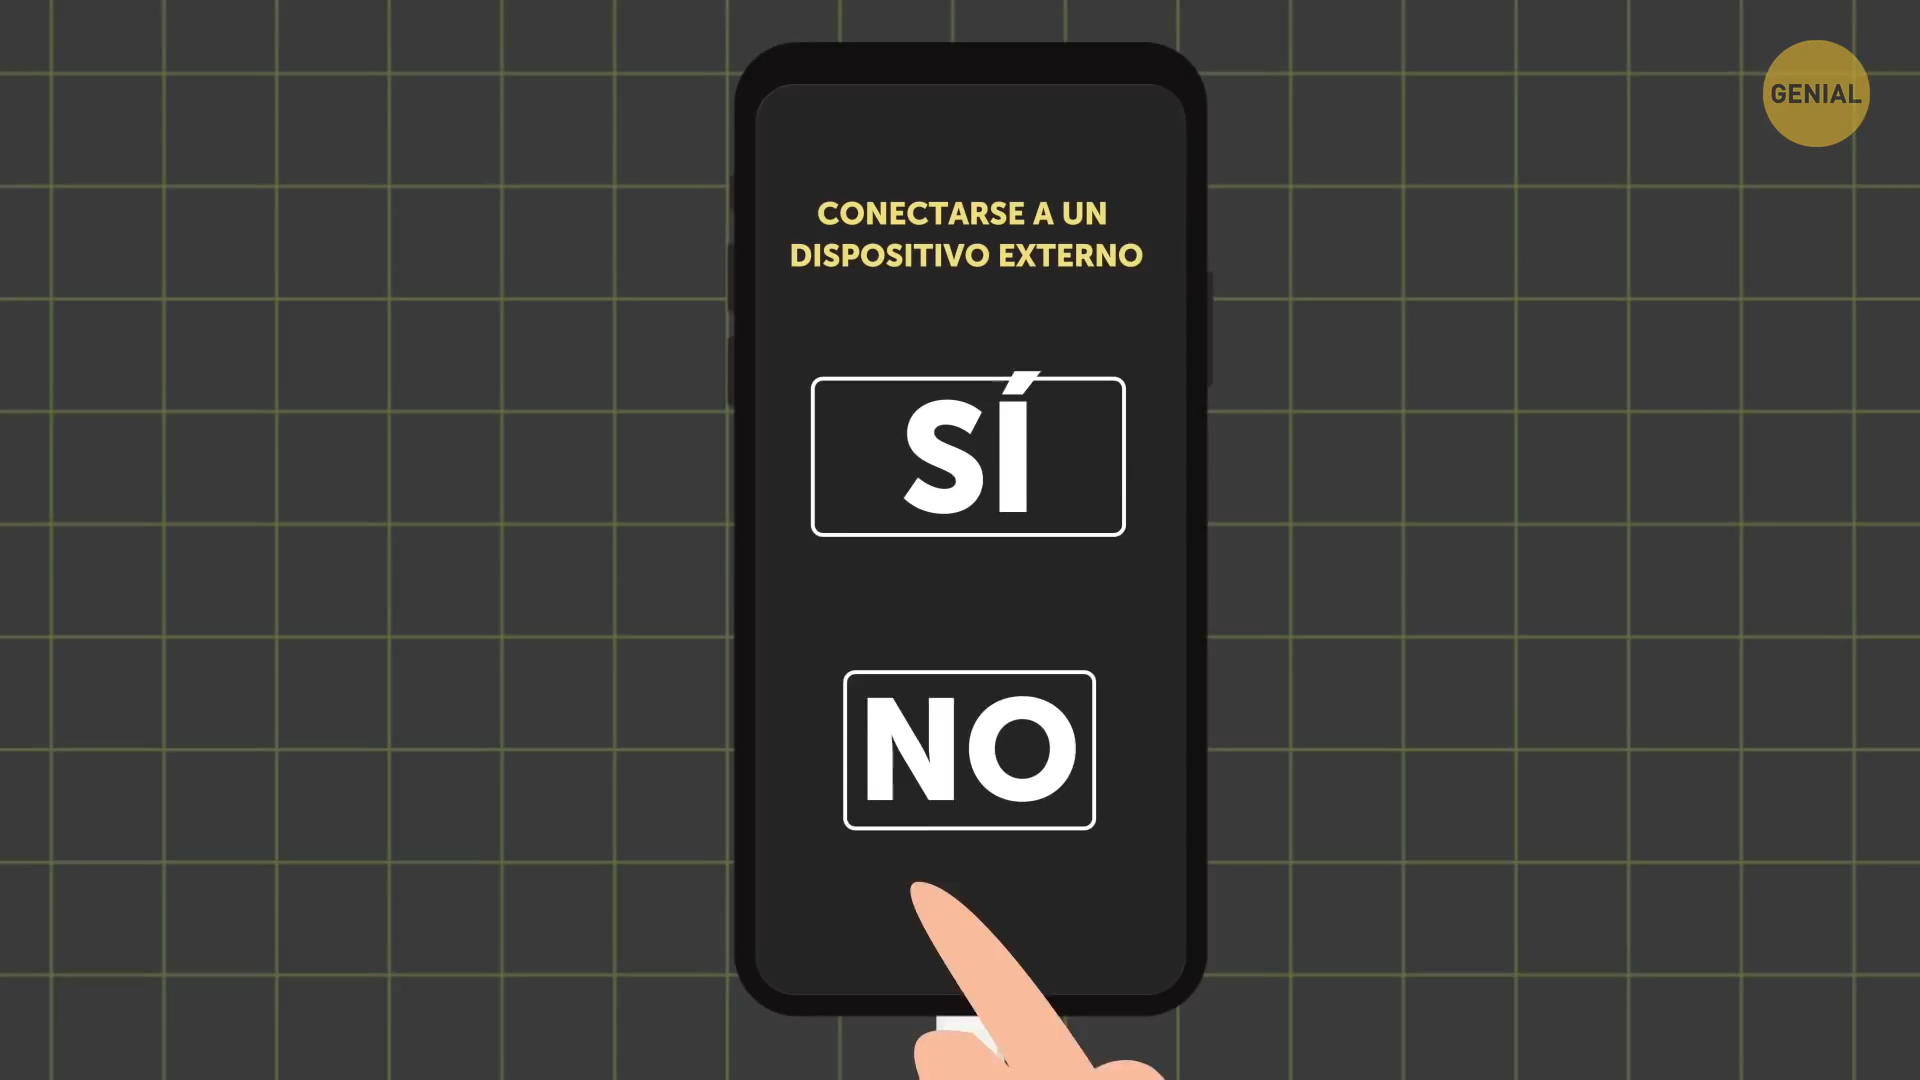 GENIAL
CONECTARSE A UN
DISPOSITIVO EXTERNO
SÍ
NO